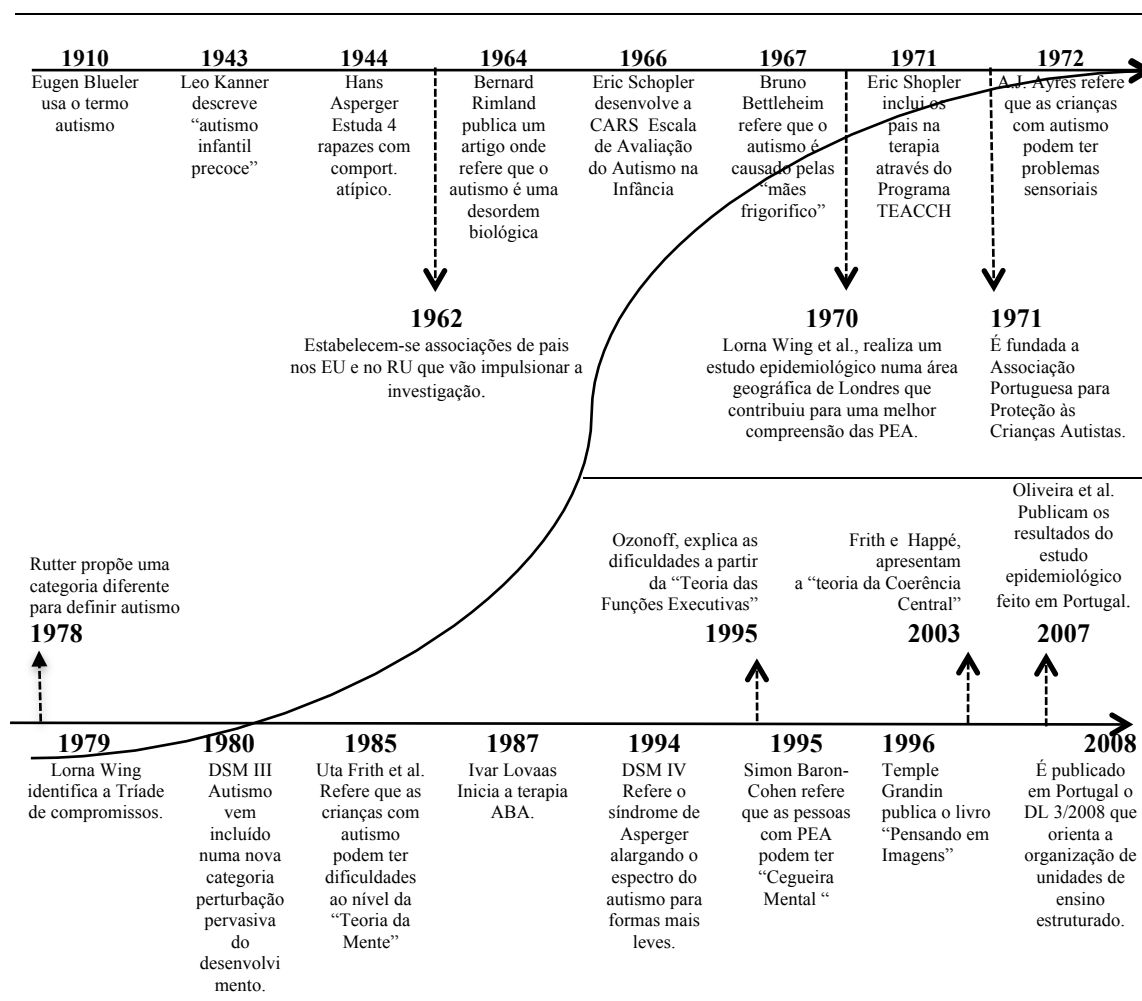 1910
Eugen Blueler
usa o termo
autismo
1943
Leo Kanner
descreve
“autismo
infantil
precoce”
1944
Hans
Asperger
Estuda 4
rapazes com
comport.
atípico.
1964
Bernard
Rimland
publica um
artigo onde
refere que o
autismo é uma
desordem
biológica
1966
Eric Schopler
desenvolve a
CARS Escala
de Avaliação
do Autismo na
Infância
1967
Bruno
Bettleheim
refere que o
autismo é
causado pelas
“mães
frigorifico”
1971
Eric Shopler
inclui os
pais na
terapia
através do
Programa
TEACCH
1972
A.J. Ayres refere
que as crianças
com autismo
podem ter
problemas
sensoriais
1962
Estabelecem-se associações de pais
nos EU e no RU que vão impulsionar a
investigação.
1970
Lorna Wing et al., realiza um
estudo epidemiológico numa área
geográfica de Londres que
contribuiu para uma melhor
compreensão das PEA.
1971
É fundada a
Associação
Portuguesa para
Proteção às
Crianças Autistas.
Rutter propõe uma
categoria diferente
para definir autismo
1978
Ozonoff, explica as
dificuldades a partir
da “Teoria das
Funções Executivas”
1995
Frith e Happé,
apresentam
a “teoria da Coerência
Central”
2003
Oliveira et al.
Publicam os
resultados do
estudo
epidemiológico
feito em Portugal.
2007
1979
Lorna Wing
identifica a Tríade
de compromissos.
1980
DSM III
Autismo
vem
incluído
numa nova
categoria
perturbação
pervasiva
do
desenvolvi
mento.
1985
Uta Frith et al.
Refere que as
crianças com
autismo
podem ter
dificuldades
ao nível da
“Teoria da
Mente”
1987
Ivar Lovaas
Inicia a terapia
ABA.
1994
DSM IV
Refere o
síndrome de
Asperger
alargando o
espectro do
autismo para
formas mais
leves.
1995
Simon Baron-
Cohen refere
que as pessoas
com PEA
podem ter
“Cegueira
Mental “
1996
Temple
Grandin
publica o livro
“Pensando em
Imagens”
2008
É publicado
em Portugal o
DL 3/2008 que
orienta a
organização de
unidades de
ensino
estruturado.